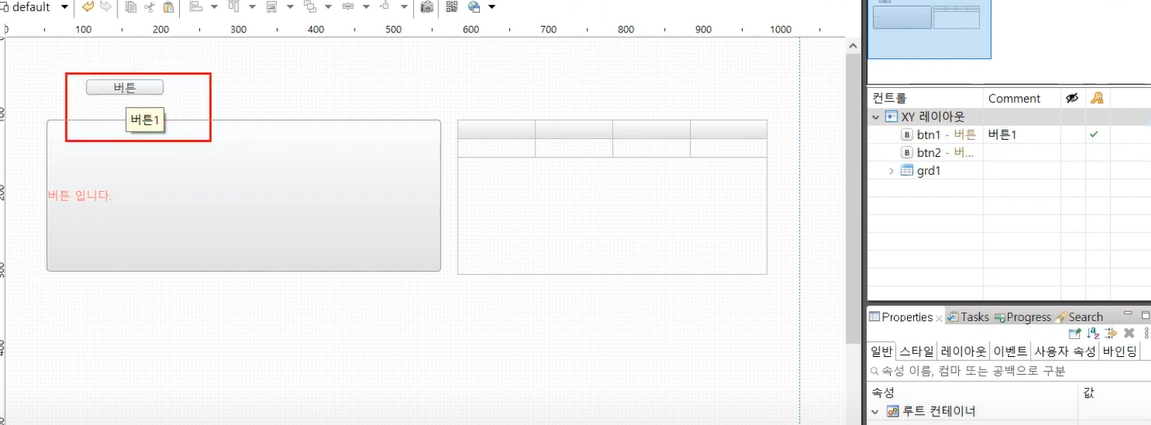 default
0 100 200 300 400 500 600 700 800 900 1000
100
200
300
400
버튼
버튼1
버튼 입니다.
컨트롤 Comment
XY 레이아웃
btn1 - 버튼 버튼1
btn2 - 버...
grd1
Properties Tasks Progress Search
일반 스타일 레이아웃 이벤트 사용자 속성 바인딩
속성 이름, 컴마 또는 공백으로 구분
속성 값
루트 컨테이너